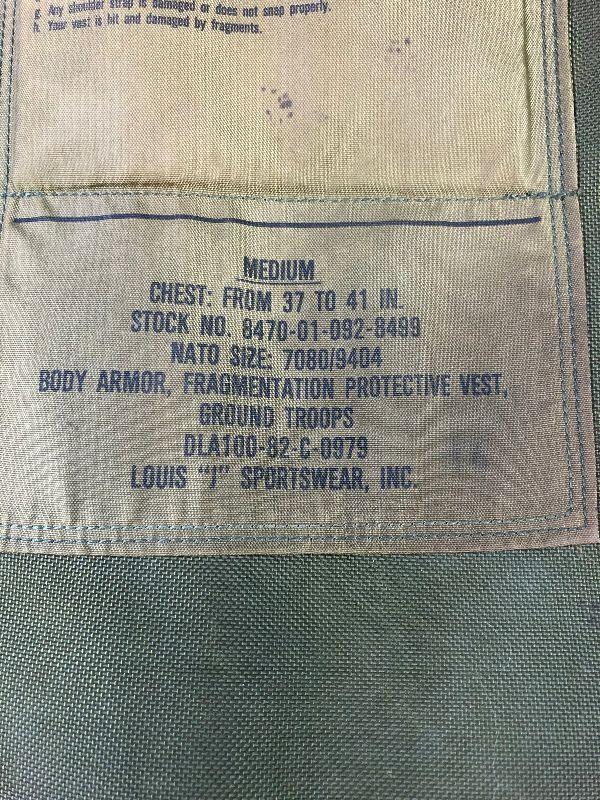 g. Any shoulder strap is damaged or does not snap properly.
h. Your vest is hit and damaged by fragments.
MEDIUM
CHEST: FROM 37 TO 41 IN.
STOCK NO. 8470-01-092-8499
NATO SIZE: 7080/9404
BODY ARMOR, FRAGMENTATION PROTECTIVE VEST,
GROUND TROOPS
DLA100-82-C-0979
LOUIS "J" SPORTSWEAR, INC.